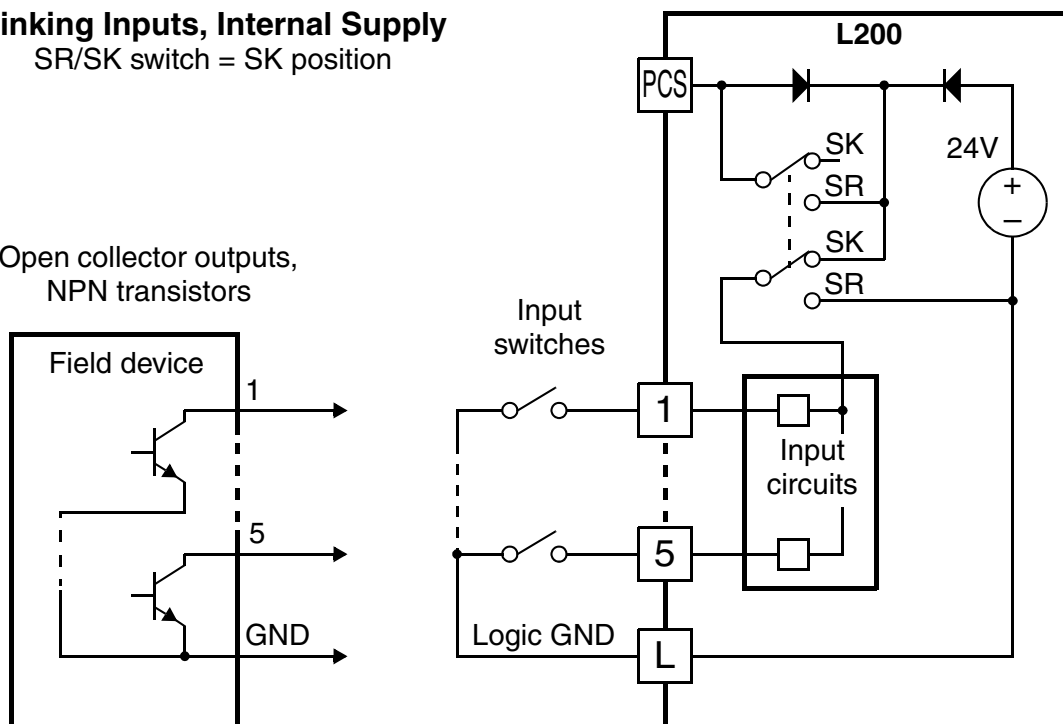 inking Inputs, Internal Supply
SR/SK switch = SK position
L200
PCS
SK
24V
SR
+
–
SK
SR
Open collector outputs,
NPN transistors
Input
switches
Field device
1
1
Input
circuits
5
5
GND
Logic GND
L